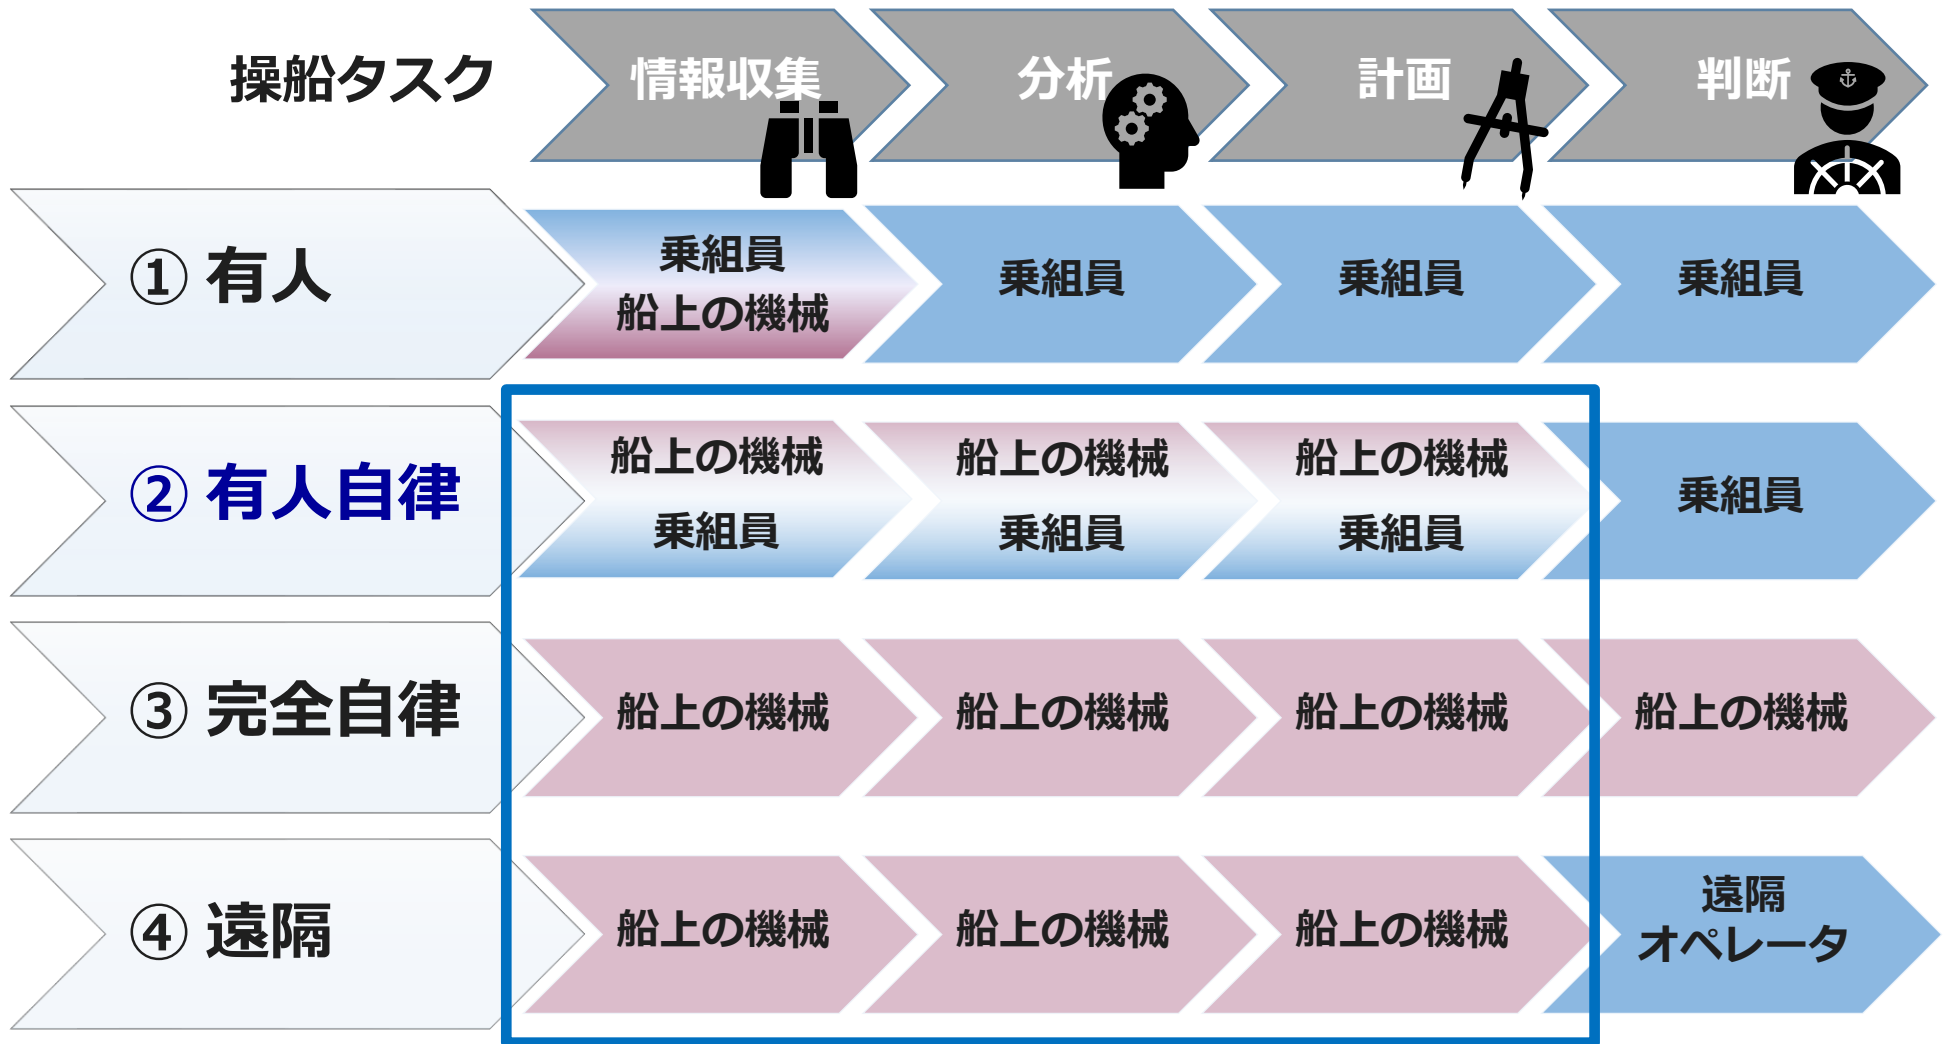 操船タスク
情報収集
分析
計画
判断
① 有人
乗組員
船上の機械
乗組員
乗組員
乗組員
② 有人自律
船上の機械
乗組員
船上の機械
乗組員
船上の機械
乗組員
乗組員
③ 完全自律
船上の機械
船上の機械
船上の機械
船上の機械
④ 遠隔
船上の機械
船上の機械
船上の機械
遠隔
オペレータ